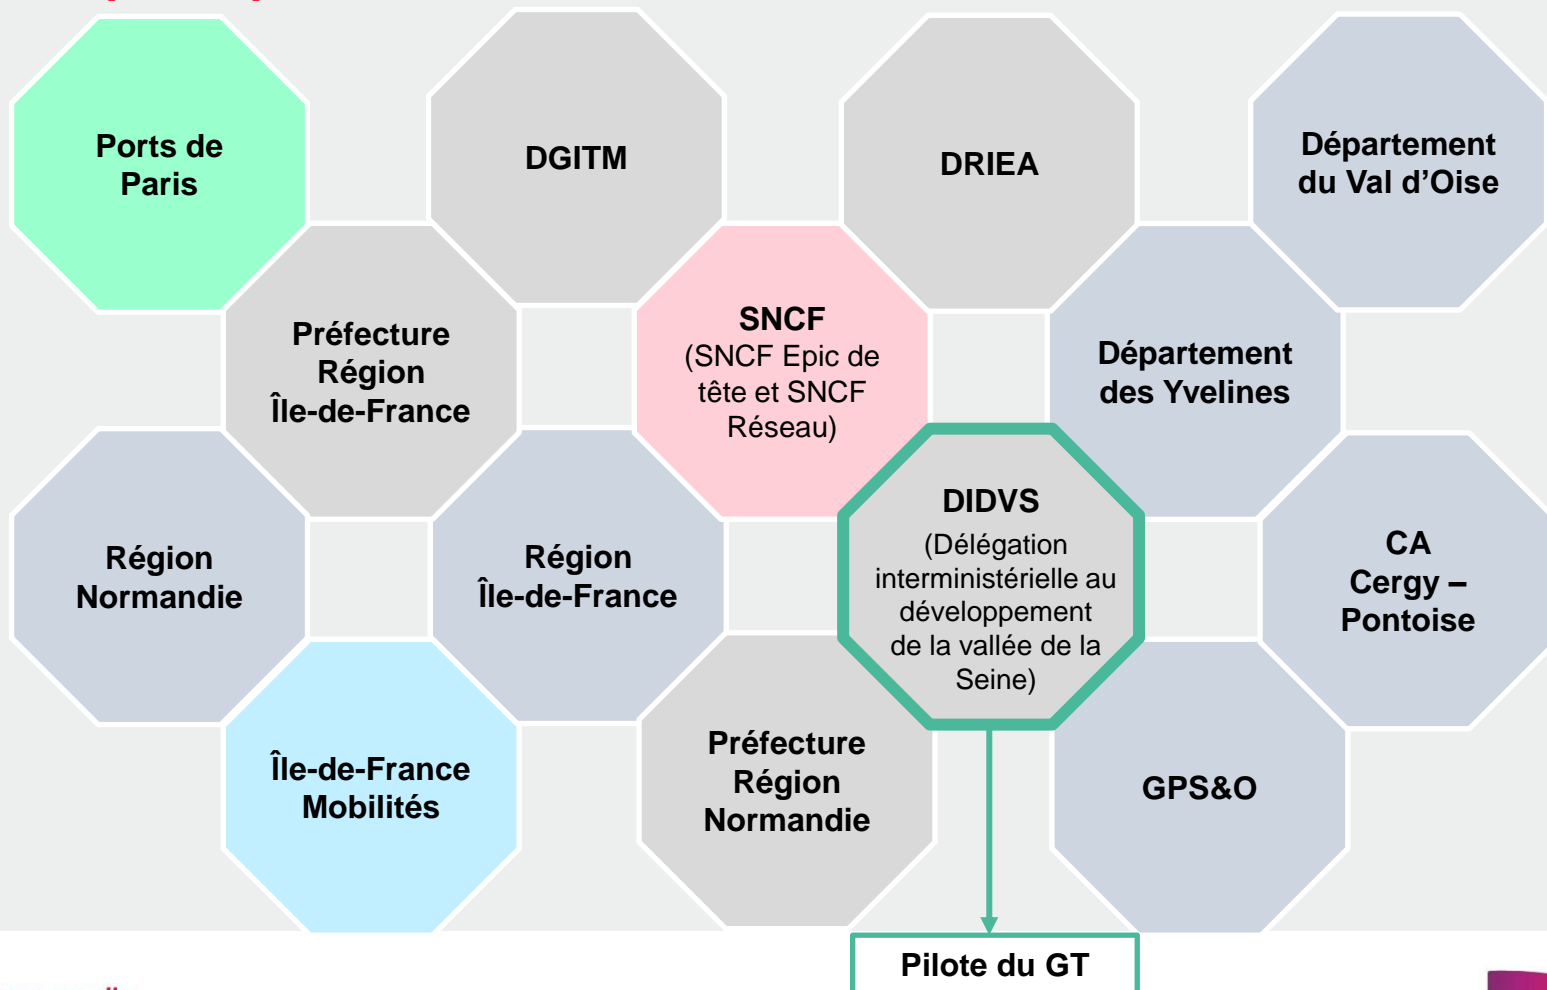 Ports de
Paris
DGITM
DRIEA
Département
du Val d’Oise
Préfecture
Région
Île-de-France
SNCF
(SNCF Epic de
tête et SNCF
Réseau)
Département
des Yvelines
Région
Normandie
Région
Île-de-France
DIDVS
(Délégation
interministérielle au
développement
de la vallée de la
Seine)
CA
Cergy –
Pontoise
Île-de-France
Mobilités
Préfecture
Région
Normandie
GPS&O
Pilote du GT